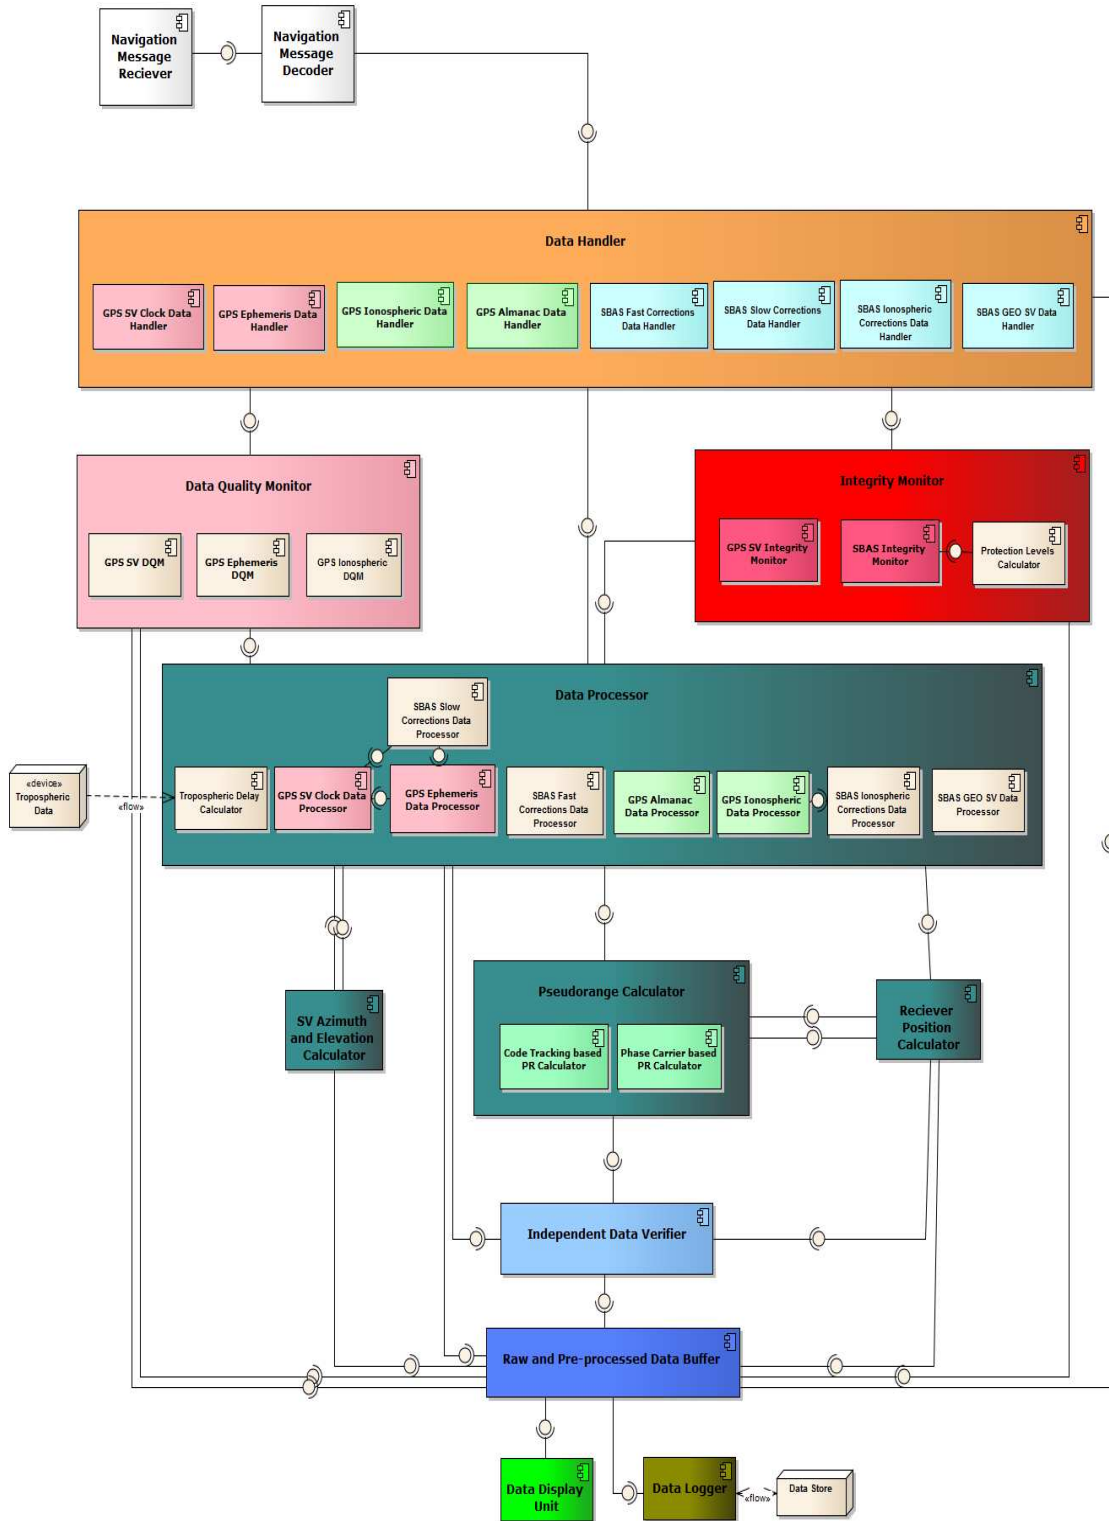 Navigation
Message
Reciever
Navigation
Message
Decoder
Data Handler
GPS SV Clock Data
Handler
GPS Ephemeris Data
Handler
GPS Ionospheric Data
Handler
GPS Almanac Data
Handler
SBAS Fast Corrections
Data Handler
SBAS Slow Corrections
Data Handler
SBAS Ionospheric
Corrections Data
Handler
SBAS GEO SV Data
Handler
Data Quality Monitor
GPS SV DQM
GPS Ephemeris
DQM
GPS Ionospheric
DQM
Integrity Monitor
GPS SV Integrity
Monitor
SBAS Integrity
Monitor
Protection Levels
Calculator
Data Processor
SBAS Slow
Corrections Data
Processor
«device»
Tropospheric
Data
«flow»
Tropospheric Delay
Calculator
GPS SV Clock Data
Processor
GPS Ephemeris
Data Processor
SBAS Fast
Corrections Data
Processor
GPS Almanac
Data Processor
GPS Ionospheric
Data Processor
SBAS Ionospheric
Corrections Data
Processor
SBAS GEO SV Data
Processor
SV Azimuth
and Elevation
Calculator
Pseudorange Calculator
Code Tracking based
PR Calculator
Phase Carrier based
PR Calculator
Reciever
Position
Calculator
Independent Data Verifier
Raw and Pre-processed Data Buffer
Data Display
Unit
Data Logger
«flow»
Data Store